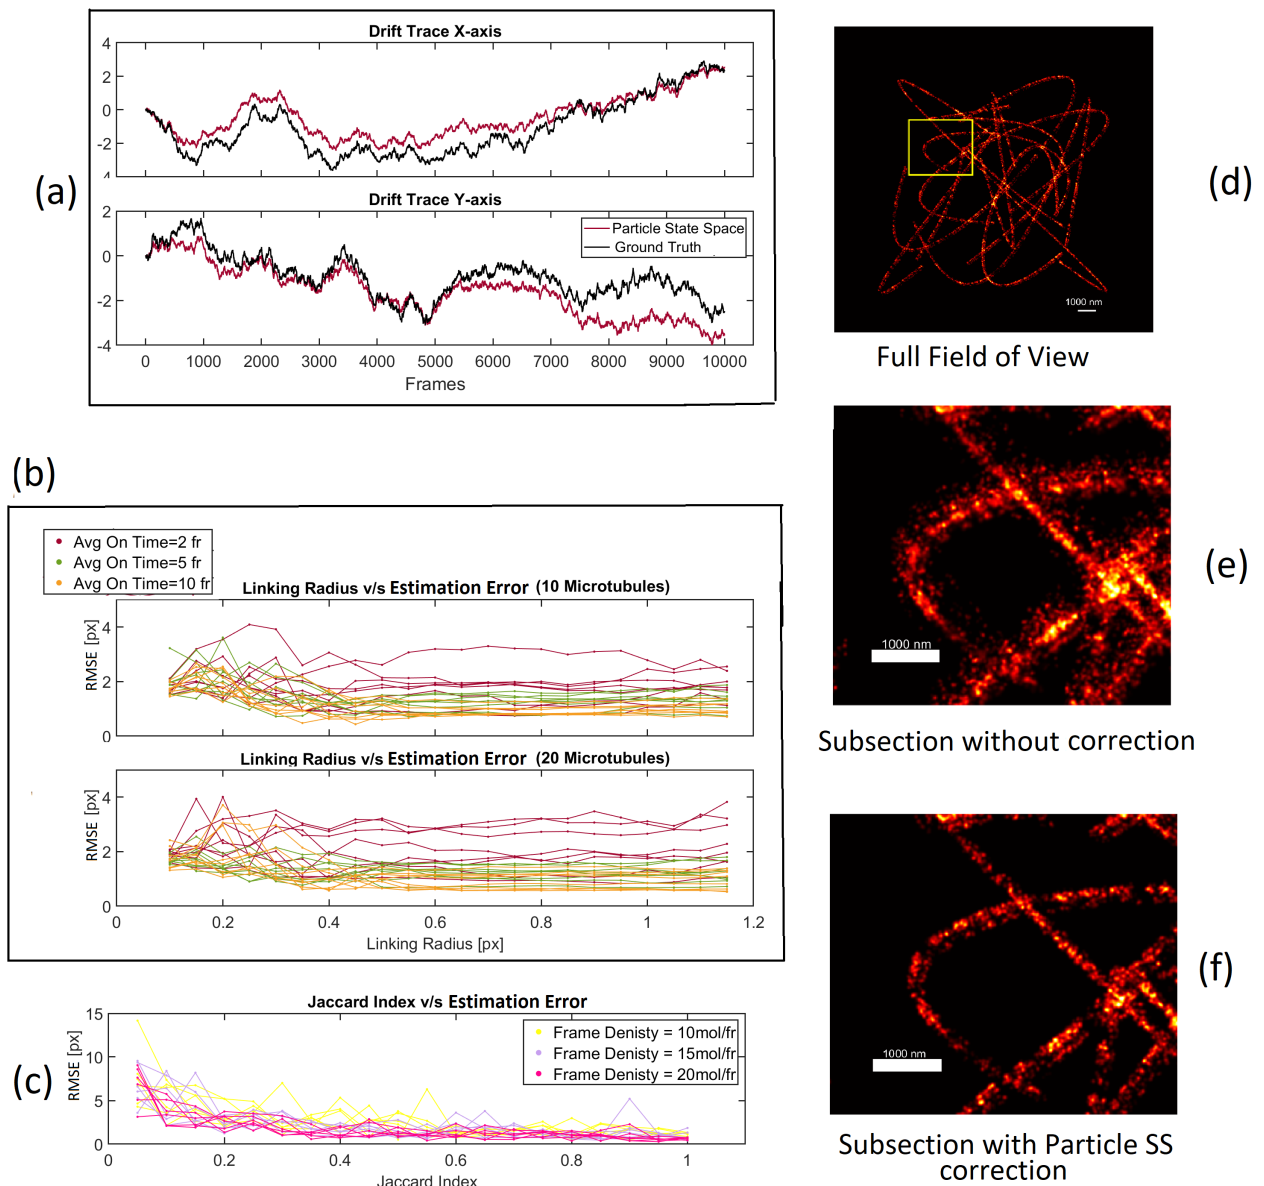 (a)
Drift Trace X-axis
4
2
0
-2
4
Drift Trace Y-axis
2
0
-2
-4
Particle State Space
Ground Truth
0 1000 2000 3000 4000 5000 6000 7000 8000 9000 10000
Frames
(b)
Avg On Time=2 fr
Avg On Time=5 fr
Avg On Time=10 fr
Linking Radius v/s Estimation Error (10 Microtubules)
RMSE [px]
4
2
0
Linking Radius v/s Estimation Error (20 Microtubules)
RMSE [px]
4
2
0
0 0.2 0.4 0.6 0.8 1 1.2
Linking Radius [px]
(c)
Jaccard Index v/s Estimation Error
RMSE [px]
15
10
5
0
Frame Denisty = 10mol/fr
Frame Denisty = 15mol/fr
Frame Denisty = 20mol/fr
0 0.2 0.4 0.6 0.8 1
Jaccard Index
(d)
1000 nm
Full Field of View
(e)
1000 nm
Subsection without correction
(f)
1000 nm
Subsection with Particle SS
correction